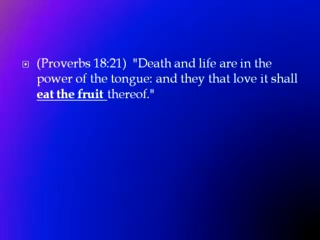 (Proverbs 18:21) "Death and life are in the
power of the tongue: and they that love it shall
eat the fruit thereof."